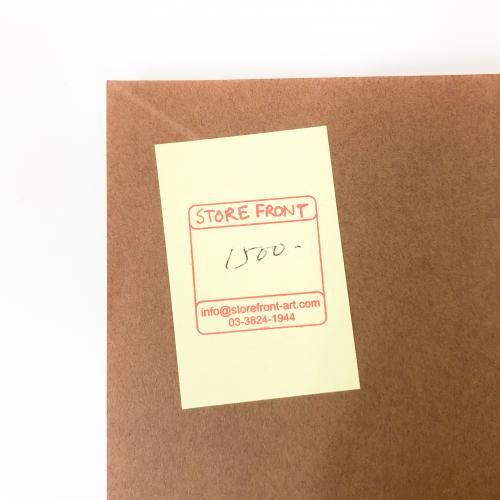 STORE FRONT
1500-
info@storefront-art.com
03-3824-1944